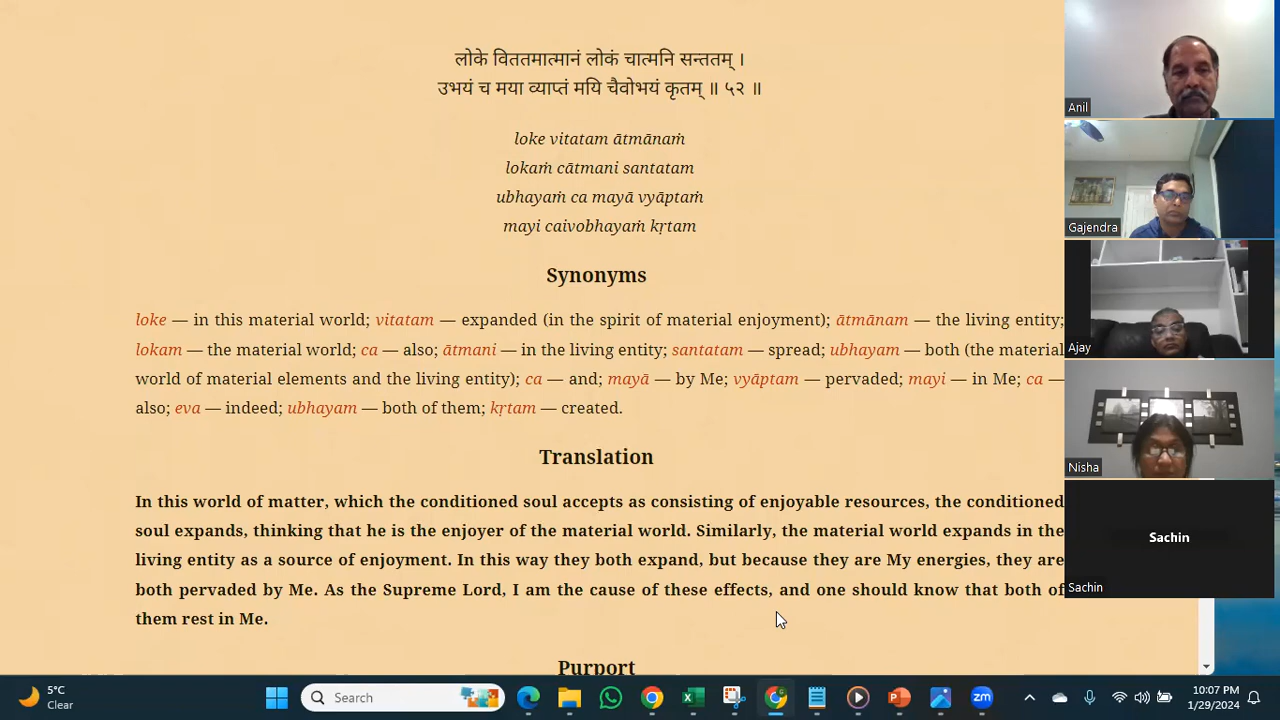 लोके विततमात्मानं लोकं चात्मनि सन्ततम् ।
उभयं च मया व्याप्तं मयि चैवोभयं कृतम् ॥ ५२ ॥
loke vitatam ātmānaṁ
lokaṁ cātmani santatam
ubhayaṁ ca mayā vyāptaṁ
mayi caivobhayaṁ kṛtam
Synonyms
loke — in this material world; vitatam — expanded (in the spirit of material enjoyment); ātmānam — the living entity;
lokam — the material world; ca — also; ātmani — in the living entity; santatam — spread; ubhayam — both (the material
world of material elements and the living entity); ca — and; mayā — by Me; vyāptam — pervaded; mayi — in Me; ca —
also; eva — indeed; ubhayam — both of them; kṛtam — created.
Translation
In this world of matter, which the conditioned soul accepts as consisting of enjoyable resources, the conditioned
soul expands, thinking that he is the enjoyer of the material world. Similarly, the material world expands in the
living entity as a source of enjoyment. In this way they both expand, but because they are My energies, they are
both pervaded by Me. As the Supreme Lord, I am the cause of these effects, and one should know that both of
them rest in Me.
Purport
Anil
Gajendra
Ajay
Nisha
Sachin
Sachin
5°C
Clear
Search
zm
10:07 PM
1/29/2024